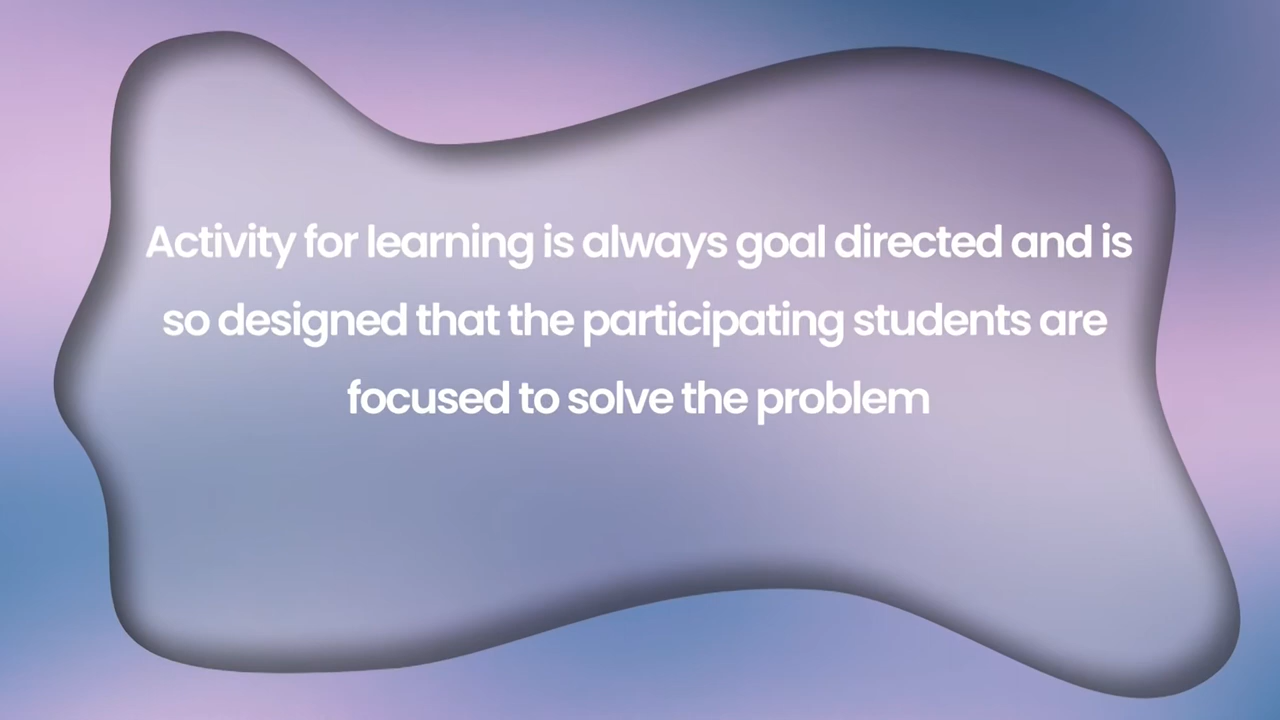 Activity for learning is always goal directed and is
so designed that the participating students are
focused to solve the problem